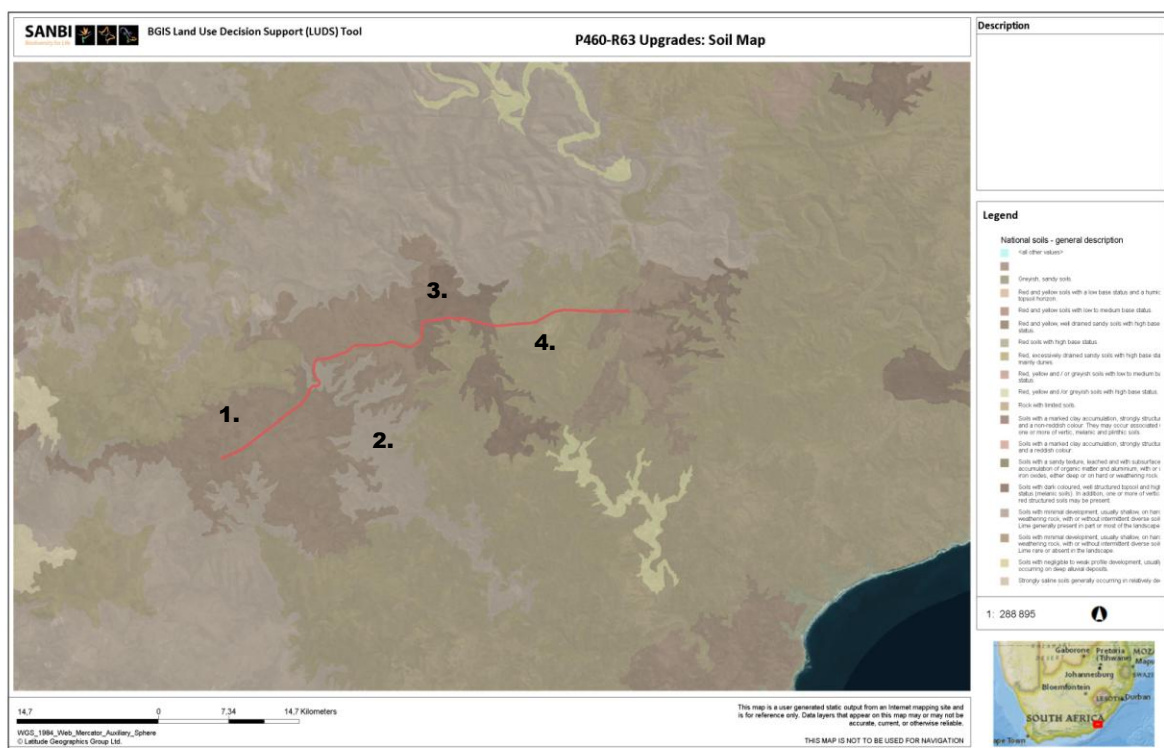 SANBI
Biodiversity for Life
BGIS Land Use Decision Support (LUDS) Tool
P460-R63 Upgrades: Soil Map
1.
2.
3.
4.
Description
Legend
National soils - general description
<all other values>
Greyish, sandy soils
Red and yellow soils with a low base status and a humic
topsoil horizon.
Red and yellow soils with low to medium base status.
Red and yellow, well drained sandy soils with high base
status.
Red soils with high base status.
Red, excessively drained sandy soils with high base sta
mainly dunes.
Red, yellow and / or greyish soils with low to medium ba
status.
Red, yellow and /or greyish soils with high base status.
Rock with limited soils.
Soils with a marked clay accumulation, strongly structur
and a non-reddish colour. They may occur associated
one or more of vertic, melanic and plinthic soils.
Soils with a marked clay accumulation, strongly structu
and a reddish colour.
Soils with a sandy texture, leached and with subsurface
accumulation of organic matter and aluminium, with or
iron oxides, either deep or on hard or weathering rock.
Soils with dark coloured, well structured topsoil and high
status (melanic soils). In addition, one or more of vertic
red structured soils may be present.
Soils with minimal development, usually shallow, on har
weathering rock, with or without intermittent diverse soil
Lime generally present in part or most of the landscape
Soils with minimal development, usually shallow, on har
weathering rock, with or without intermittent diverse soil
Lime rare or absent in the landscape.
Soils with negligible to weak profile development, usuall
occurring on deep alluvial deposits.
Strongly saline soils generally occurring in relatively de
1: 288 895
Gaborone Pretoria MOZ
(Tshwane) Map
Johannesburg SWAZI
Bloemfontein
LESOTHO Durban
SOUTH AFRICA
ape Town
14,7 0 7,34 14,7 Kilometers
WGS_1984_Web_Mercator_Auxiliary_Sphere
© Latitude Geographics Group Ltd.
This map is a user generated static output from an Internet mapping site and
is for reference only. Data layers that appear on this map may or may not be
accurate, current, or otherwise reliable.
THIS MAP IS NOT TO BE USED FOR NAVIGATION